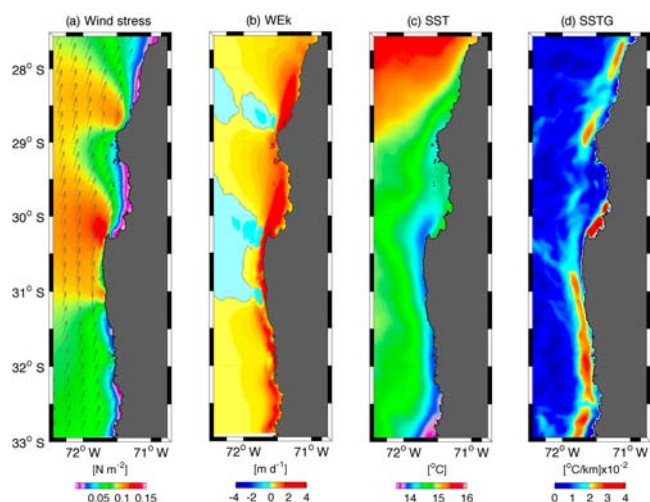 (a) Wind stress (b) WEk (c) SST (d) SSTG
28° S
29° S
30° S
31° S
32° S
33° S
72° W 71° W 72° W 71° W 72° W 71° W 72° W 71° W
[N m-2] [m d-1] [°C] [°C/km]x10-2
0.05 0.1 0.15 -4 -2 0 2 4 14 15 16 0 1 2 3 4